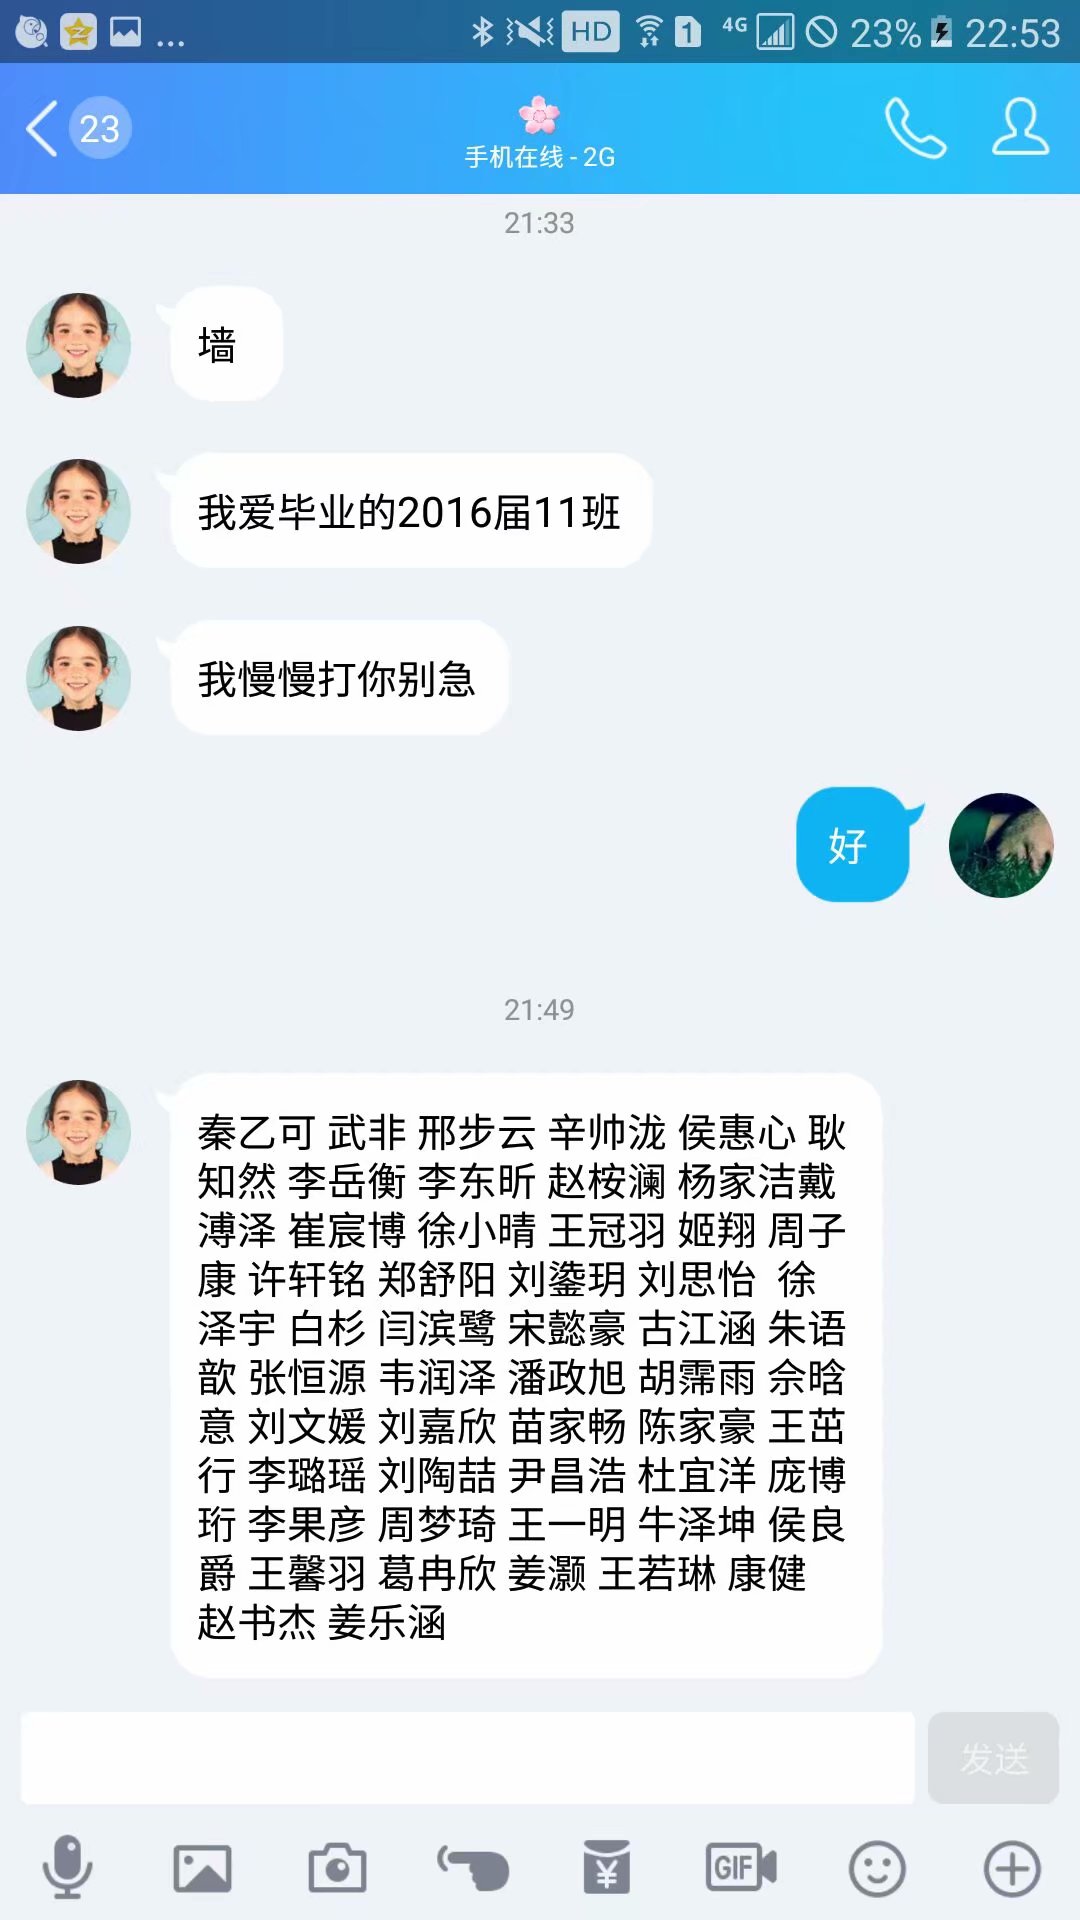 ... HD 1 4G 23% 22:53
23
手机在线 - 2G
21:33
墙
我爱毕业的2016届11班
我慢慢打你别急
好
21:49
秦乙可 武非 邢步云 辛帅泷 侯惠心 耿
知然 李岳衡 李东昕 赵桉澜 杨家洁戴
溥泽 崔宸博 徐小晴 王冠羽 姬翔 周子
康 许轩铭 郑舒阳 刘鎏玥 刘思怡 徐
泽宇 白杉 闫滨鹭 宋懿豪 古江涵 朱语
歆 张恒源 韦润泽 潘政旭 胡霈雨 佘晗
意 刘文媛 刘嘉欣 苗家畅 陈家豪 王茁
行 李璐瑶 刘陶喆 尹昌浩 杜宜洋 庞博
珩 李果彦 周梦琦 王一明 牛泽坤 侯良
爵 王馨羽 葛冉欣 姜灏 王若琳 康健
赵书杰 姜乐涵
发送
GIF